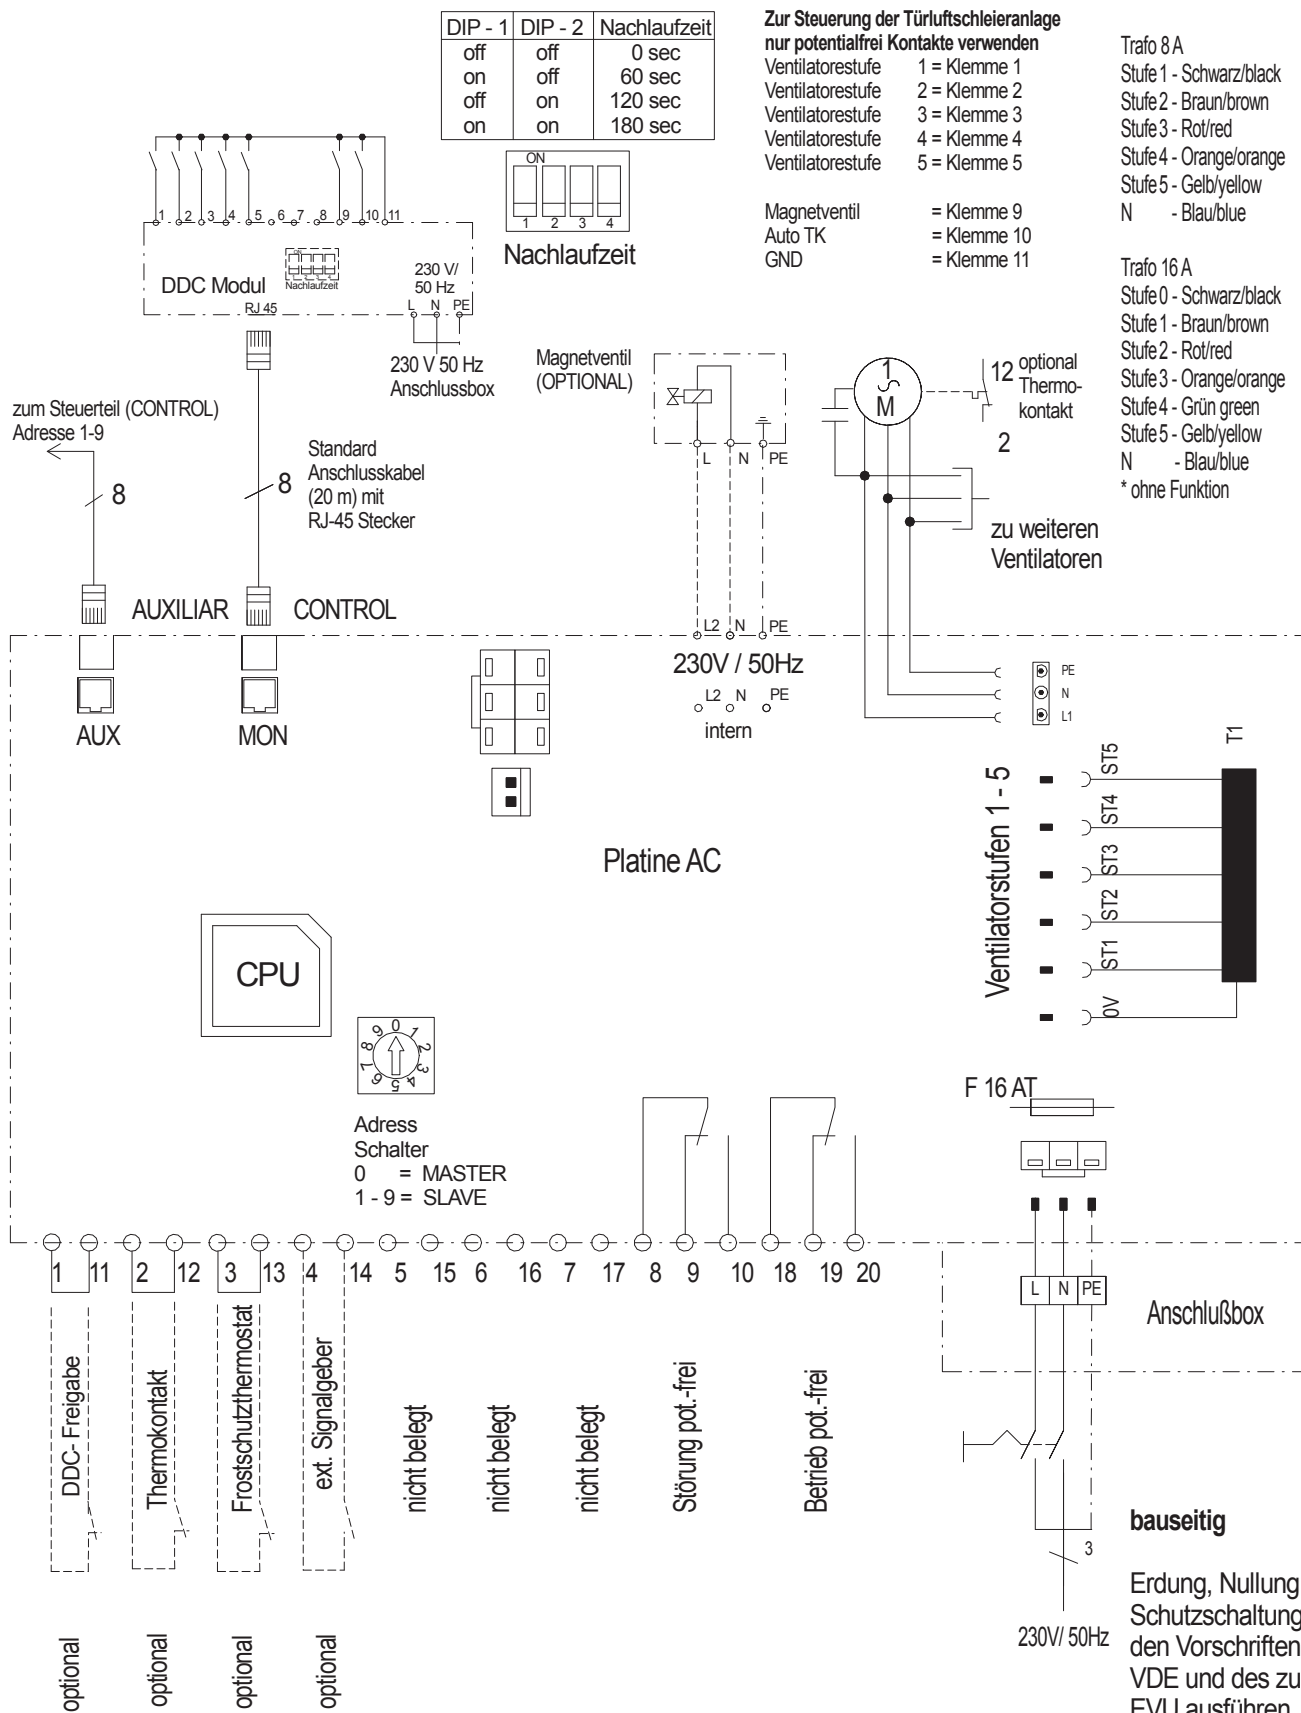 DIP - 1 DIP - 2 Nachlaufzeit
off off 0 sec
on off 60 sec
off on 120 sec
on on 180 sec
ON
1 2 3 4
Nachlaufzeit
Zur Steuerung der Türluftschleieranlage
nur potentialfrei Kontakte verwenden
Ventilatorestufe 1 = Klemme 1
Ventilatorestufe 2 = Klemme 2
Ventilatorestufe 3 = Klemme 3
Ventilatorestufe 4 = Klemme 4
Ventilatorestufe 5 = Klemme 5
Magnetventil = Klemme 9
Auto TK = Klemme 10
GND = Klemme 11
Trafo 8 A
Stufe 1 - Schwarz/black
Stufe 2 - Braun/brown
Stufe 3 - Rot/red
Stufe 4 - Orange/orange
Stufe 5 - Gelb/yellow
N - Blau/blue
Trafo 16 A
Stufe 0 - Schwarz/black
Stufe 1 - Braun/brown
Stufe 2 - Rot/red
Stufe 3 - Orange/orange
Stufe 4 - Grün green
Stufe 5 - Gelb/yellow
N - Blau/blue
* ohne Funktion
1 2 3 4 5 6 7 8 9 10 11
DDC Modul
Nachlaufzeit
230 V/
50 Hz
RJ 45
L N PE
230 V 50 Hz
Anschlussbox
zum Steuerteil (CONTROL)
Adresse 1-9
8
Standard
Anschlusskabel
(20 m) mit
RJ-45 Stecker
8
Magnetventil
(OPTIONAL)
L N PE
1
M
12
optional
Thermo-
kontakt
2
zu weiteren
Ventilatoren
AUXILIAR
CONTROL
L2 N PE
230V / 50Hz
L2 N PE
intern
AUX
MON
PE
N
L1
T1
Ventilatorstufen 1 - 5
ST5
ST4
ST3
ST2
ST1
0V
Platine AC
CPU
0 1 2 3 4 5 6 7 8 9
Adress
Schalter
0 = MASTER
1 - 9 = SLAVE
F 16 AT
1 11 2 12 3 13 4 14 5 15 6 16 7 17 8 9 10 18 19 20
L N PE
Anschlußbox
DDC- Freigabe
Thermokontakt
Frostschutzthermostat
ext. Signalgeber
nicht belegt
nicht belegt
nicht belegt
Störung pot.-frei
Betrieb pot.-frei
optional
optional
optional
optional
3
230V/ 50Hz
bauseitig
Erdung, Nullung
Schutzschaltung
den Vorschriften
VDE und des zu
EVU ausführen